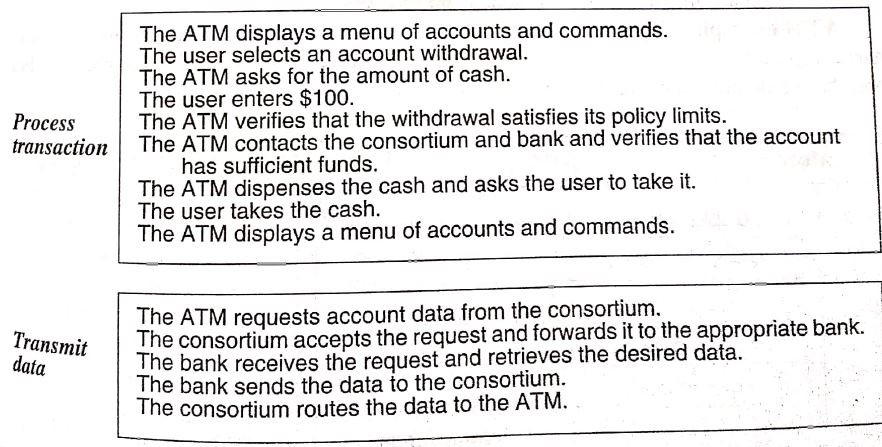 The ATM displays a menu of accounts and commands.
The user selects an account withdrawal.
The ATM asks for the amount of cash.
The user enters $100.
Process
transaction
The ATM verifies that the withdrawal satisfies its policy limits.
The ATM contacts the consortium and bank and verifies that the account
has sufficient funds.
The ATM dispenses the cash and asks the user to take it.
The user takes the cash.
The ATM displays a menu of accounts and commands.
Transmit
data
The ATM requests account data from the consortium.
The consortium accepts the request and forwards it to the appropriate bank.
The bank receives the request and retrieves the desired data.
The bank sends the data to the consortium.
The consortium routes the data to the ATM.